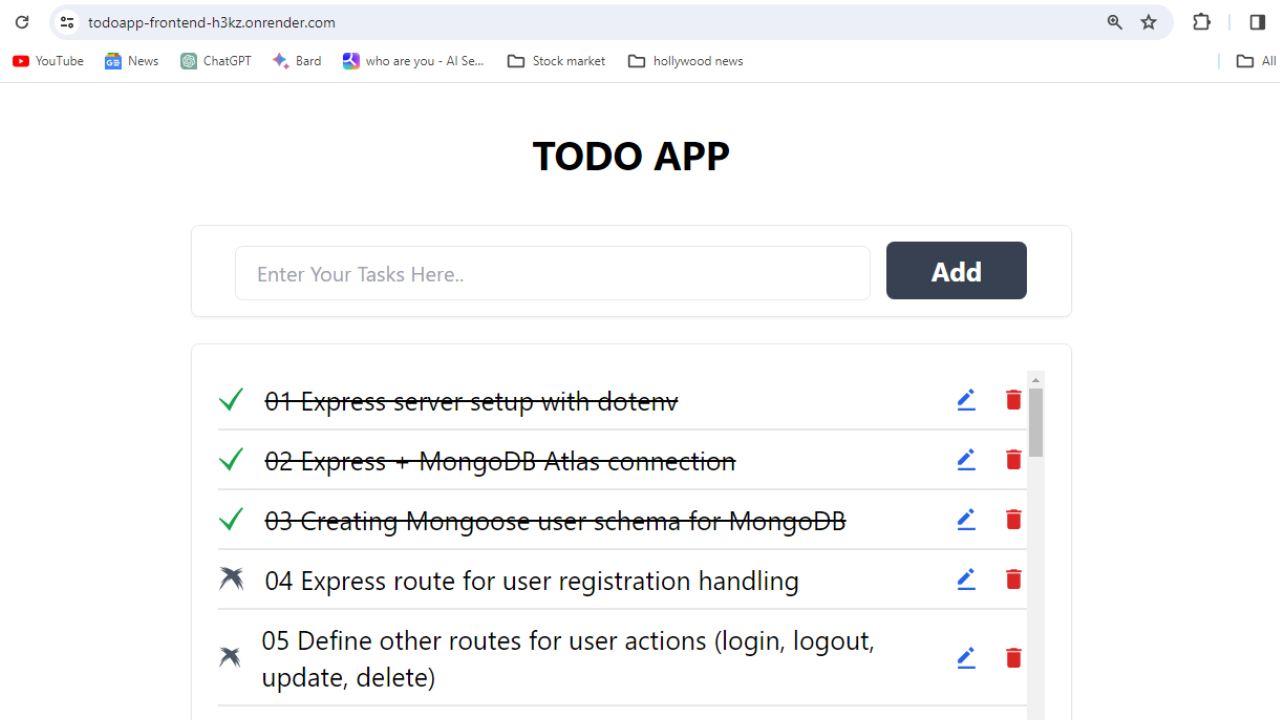 todoapp-frontend-h3kz.onrender.com
YouTube News ChatGPT Bard who are you - AI Se... Stock market hollywood news All
TODO APP
Enter Your Tasks Here.. Add
01 Express server setup with dotenv
02 Express + MongoDB Atlas connection
03 Creating Mongoose user schema for MongoDB
04 Express route for user registration handling
05 Define other routes for user actions (login, logout,
update, delete)